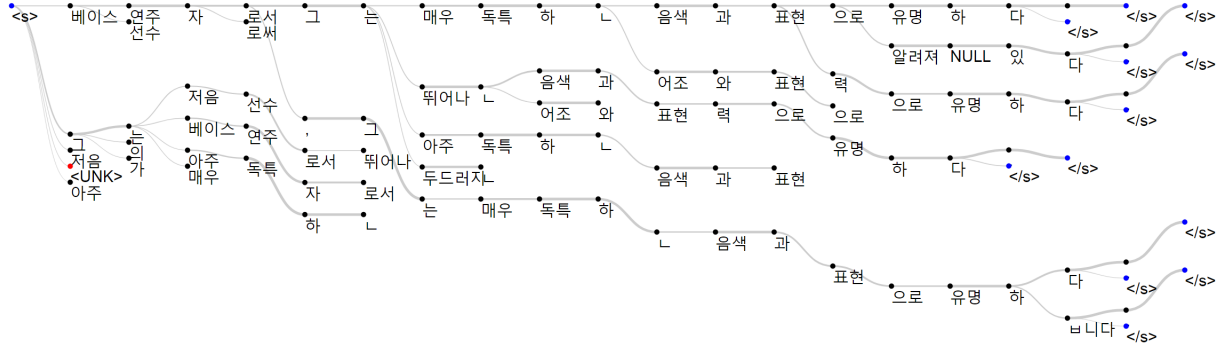 <s> 베이스 연주 자 로서 그 는 매우 독특 하 ㄴ 음색 과 표현 으로 유명 하 다 </s> </s>
선수 로써 </s>
알려져 NULL 있 다 </s> </s>
음색 과 어조 와 표현 력
뛰어나 ㄴ 어조 와 표현 력 으로 으로 유명 하 다 </s> </s>
저음 선수
그 는 베이스 연주 , 그 아주 독특 하 ㄴ 유명
저음 의 아주 독특 로서 뛰어나 음색 과 표현 하 다 </s> </s>
<UNK> 가 매우 두드러지 ㄴ
아주 자 로서
하 ㄴ 는 매우 독특 하
ㄴ 음색 과 </s>
표현 으로 유명 하 다 </s> </s>
ㅂ니다 </s>